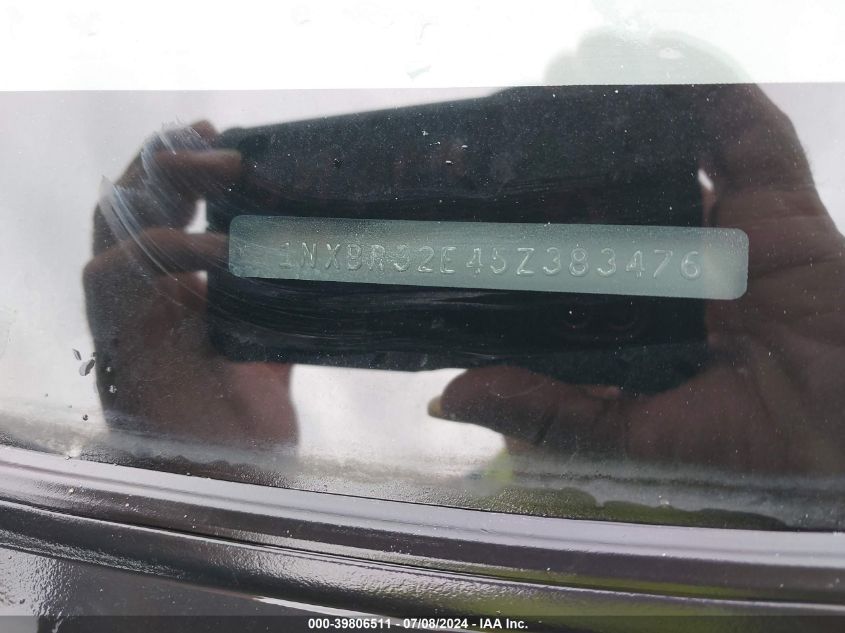 1NXBR32E45Z383476
000-39806511 - 07/08/2024 - IAA Inc.